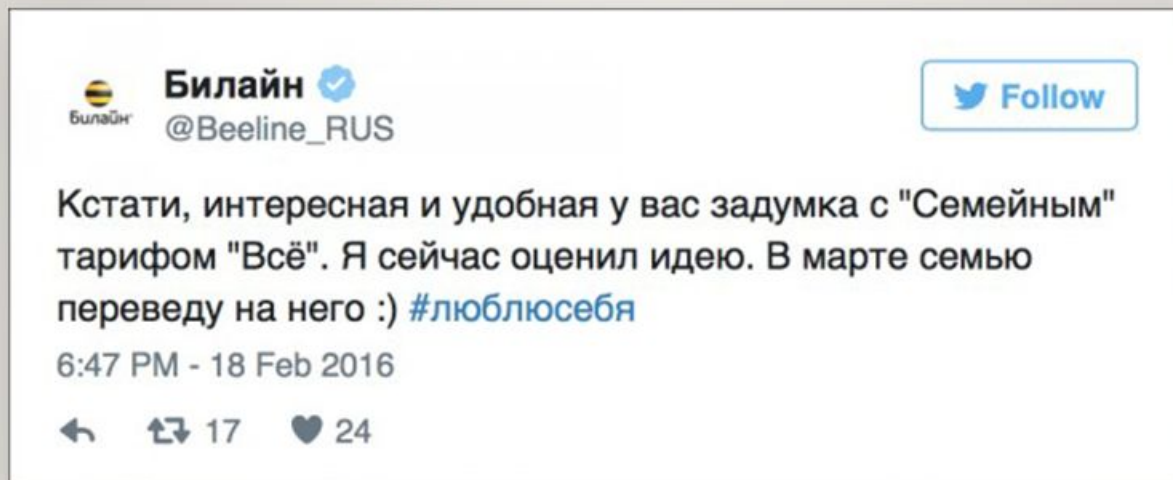 Билайн
Билайн
@Beeline_RUS
Follow
Кстати, интересная и удобная у вас задумка с "Семейным"
тарифом "Всё". Я сейчас оценил идею. В марте семью
переведу на него :) #люблюсебя
6:47 PM - 18 Feb 2016
17 24